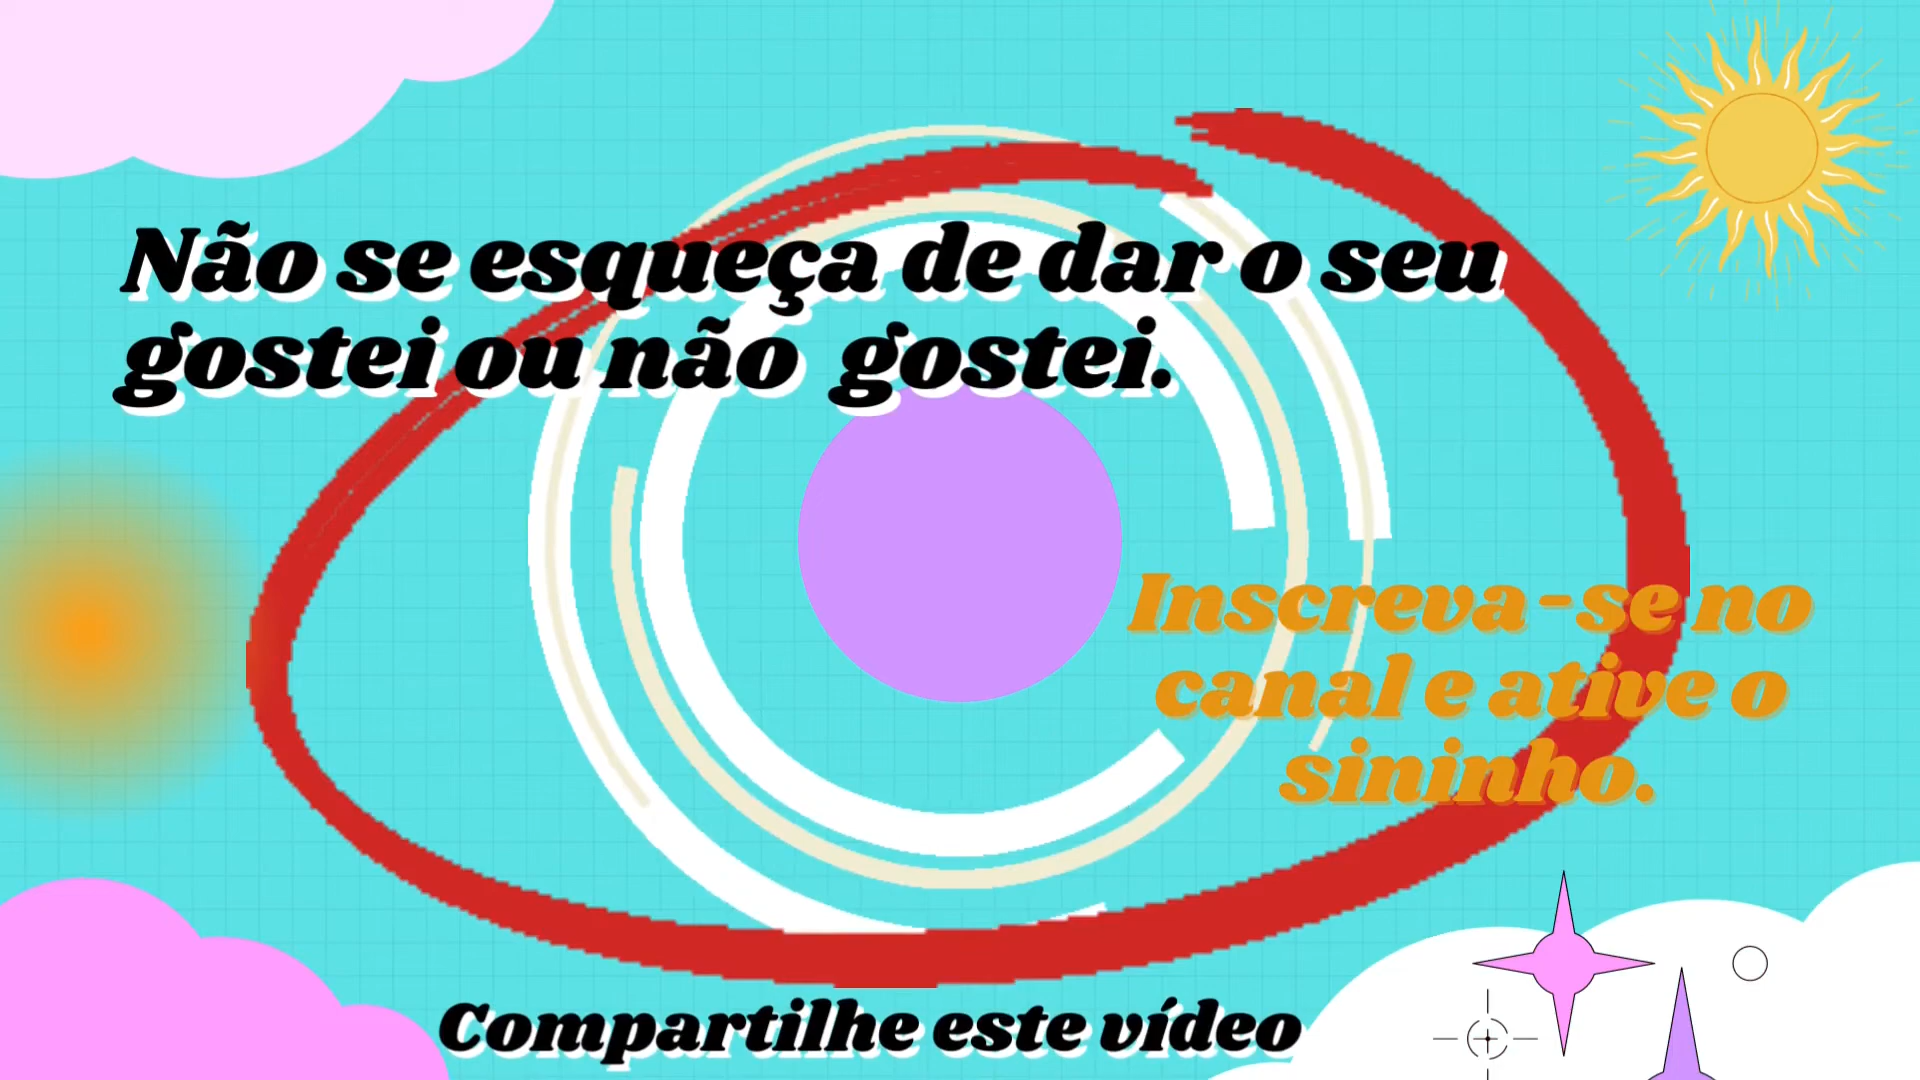 Não se esqueça de dar o seu
gostei ou não gostei.
Inscreva-se no
canal e ative o
sininho.
Compartilhe este vídeo